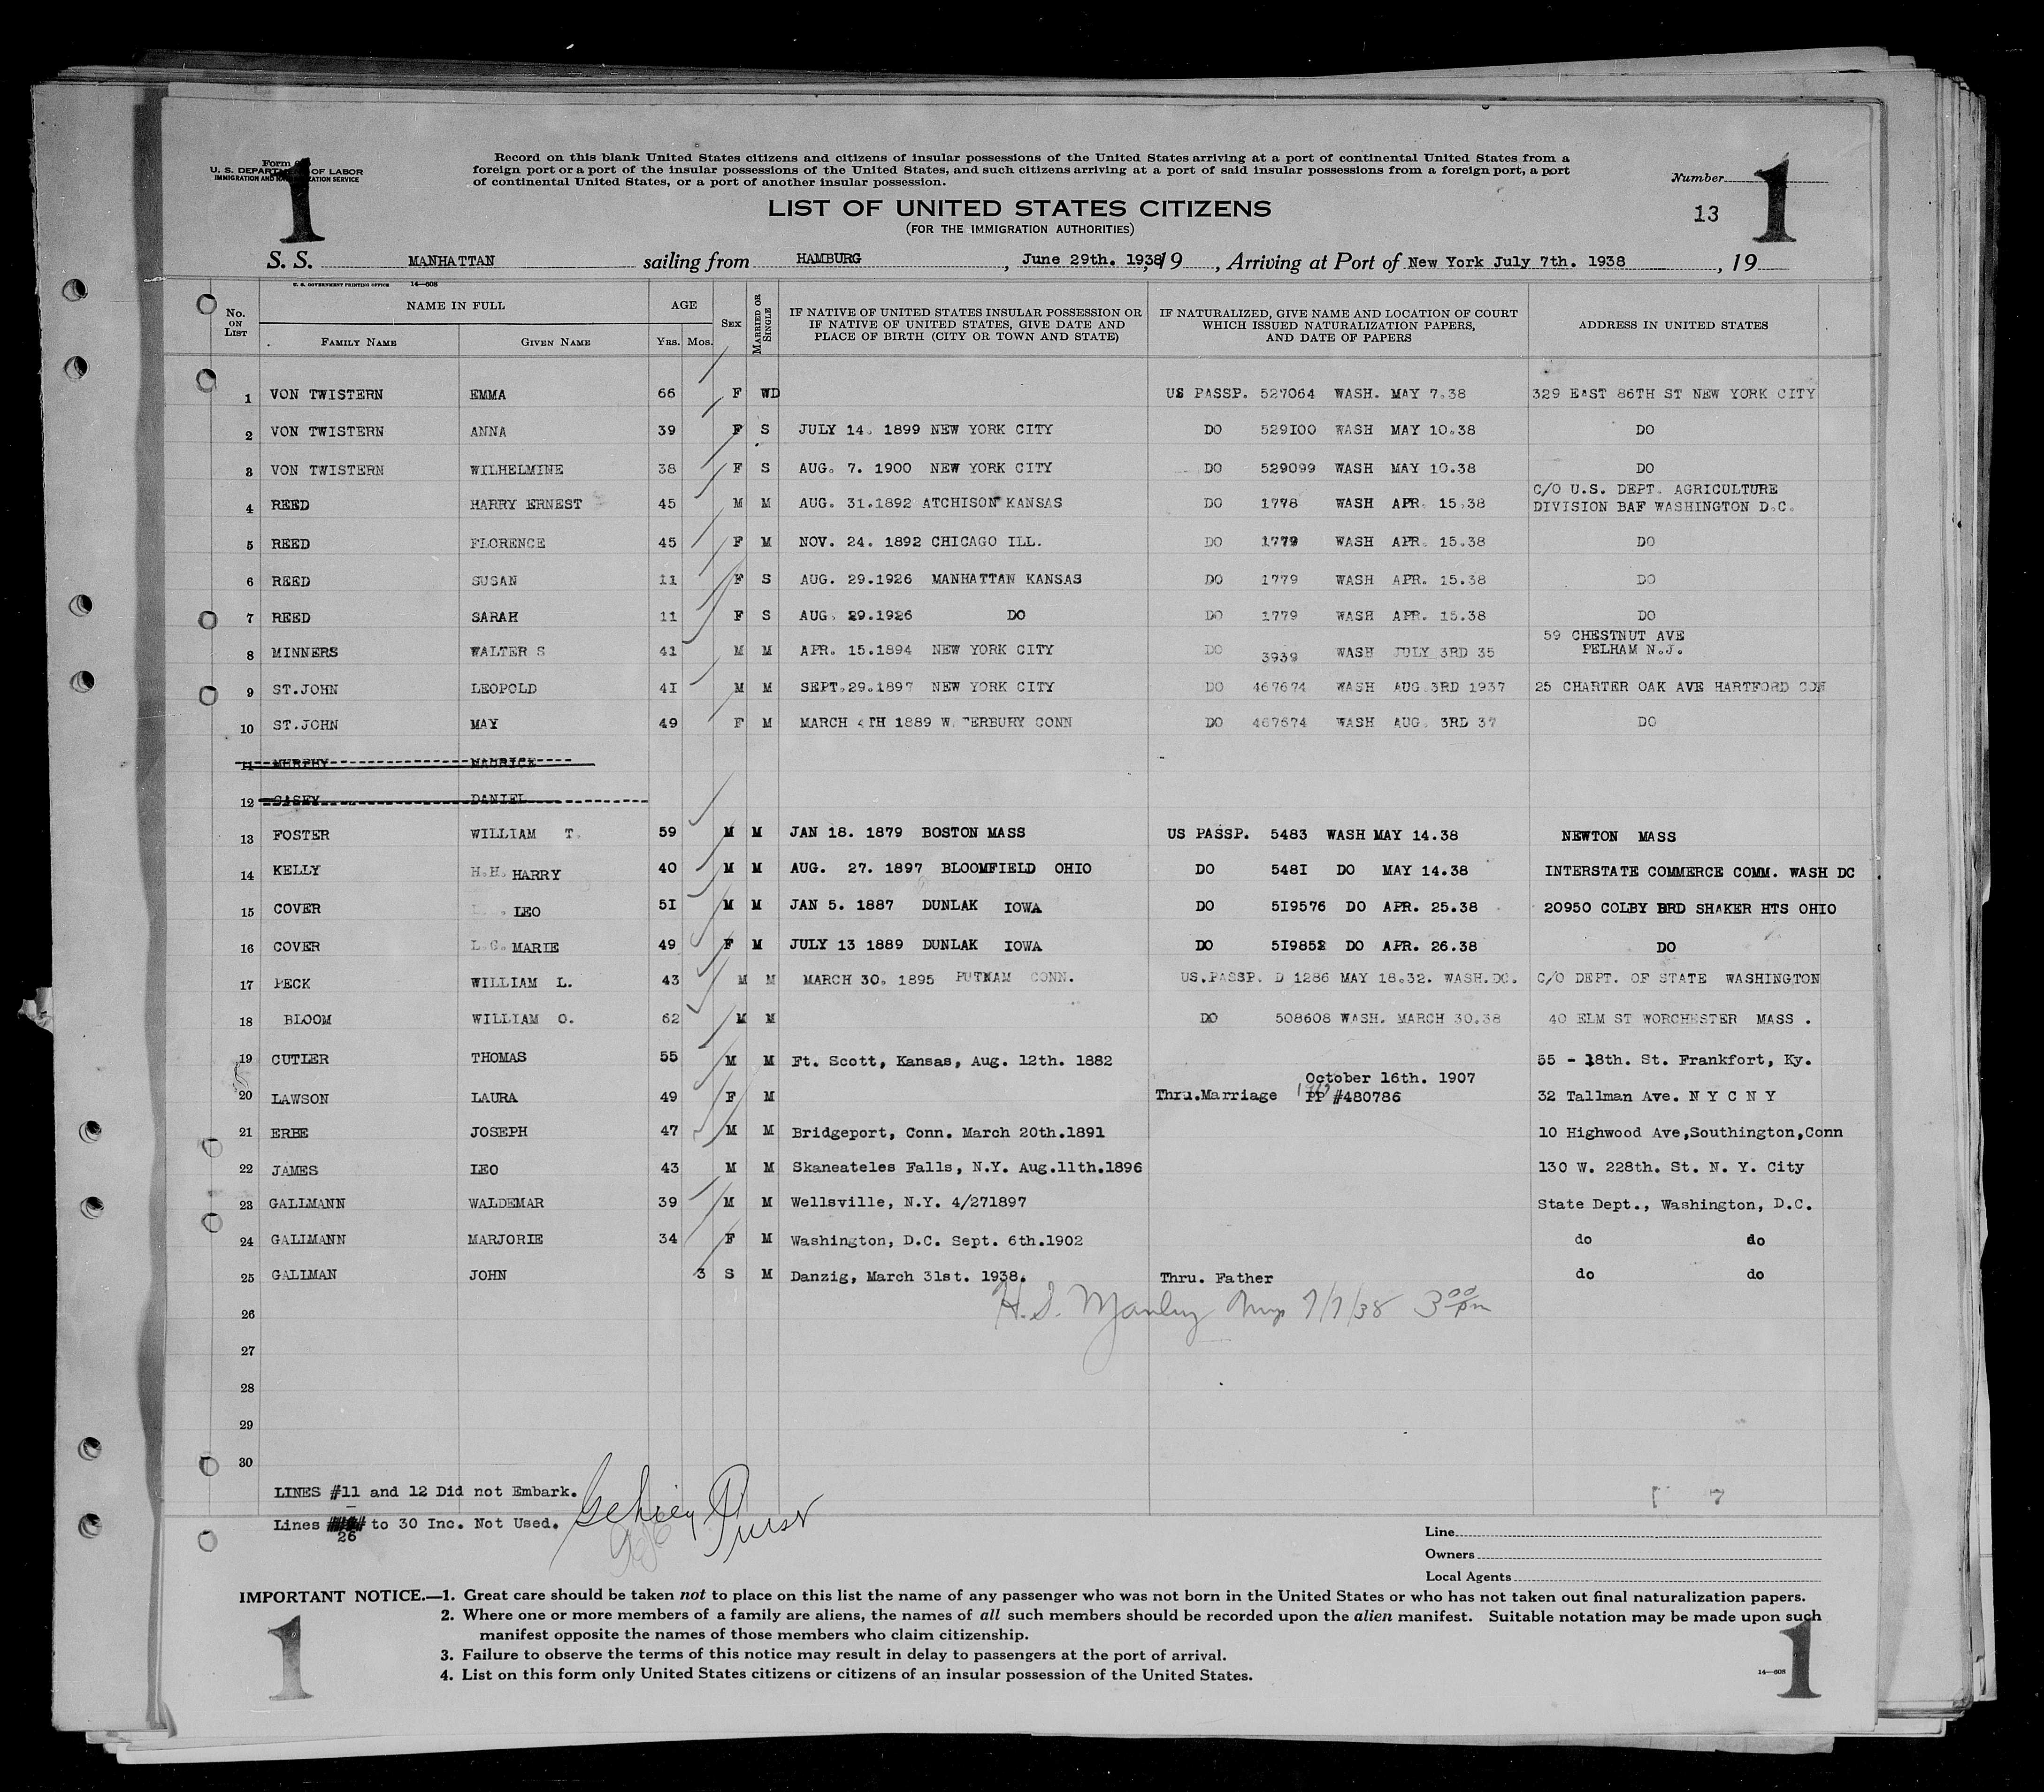 Form
U. S. DEPARTMENT OF LABOR
IMMIGRATION AND NATURALIZATION SERVICE
1
Record on this blank United States citizens and citizens of insular possessions of the United States arriving at a port of continental United States from a
foreign port or a port of the insular possessions of the United States, and such citizens arriving at a port of said insular possessions from a foreign port, a port
of continental United States, or a port of another insular possession.
Number
1
13
LIST OF UNITED STATES CITIZENS
(FOR THE IMMIGRATION AUTHORITIES)
S. S. MANHATTAN sailing from HAMBURG, June 29th. 1938, 19, Arriving at Port of New York July 7th. 1938, 19
U. S. GOVERNMENT PRINTING OFFICE 14—608
No. ON LIST NAME IN FULL AGE SEX MARRIED OR SINGLE IF NATIVE OF UNITED STATES INSULAR POSSESSION OR IF NATIVE OF UNITED STATES, GIVE DATE AND PLACE OF BIRTH (CITY OR TOWN AND STATE) IF NATURALIZED, GIVE NAME AND LOCATION OF COURT WHICH ISSUED NATURALIZATION PAPERS, AND DATE OF PAPERS ADDRESS IN UNITED STATES
FAMILY NAME GIVEN NAME YRS. MOS.
1 VON TWISTERN EMMA 66 F WD US PASSP. 527064 WASH. MAY 7.38 329 EAST 86TH ST NEW YORK CITY
2 VON TWISTERN ANNA 39 F S JULY 14. 1899 NEW YORK CITY DO 529I00 WASH MAY 10.38 DO
3 VON TWISTERN WILHELMINE 38 F S AUG. 7. 1900 NEW YORK CITY DO 529099 WASH MAY 10.38 DO
4 REED HARRY ERNEST 45 M M AUG. 31.1892 ATCHISON KANSAS DO 1778 WASH APR. 15.38 C/O U.S. DEPT. AGRICULTURE
DIVISION BAF WASHINGTON D.C.
5 REED FLORENCE 45 F M NOV. 24. 1892 CHICAGO ILL. DO 1779 WASH APR. 15.38 DO
6 REED SUSAN 11 F S AUG. 29.1926 MANHATTAN KANSAS DO 1779 WASH APR. 15.38 DO
7 REED SARAH 11 F S AUG. 29.1926 DO DO 1779 WASH APR. 15.38 DO
8 MINNERS WALTER S 41 M M APR. 15.1894 NEW YORK CITY DO 3939 WASH JULY 3RD 35 59 CHESTNUT AVE
PELHAM N.J.
9 ST.JOHN LEOPOLD 4I M M SEPT.29.1897 NEW YORK CITY DO 467674 WASH AUG.3RD 1937 25 CHARTER OAK AVE HARTFORD CON
10 ST.JOHN MAY 49 F M MARCH 4TH 1889 WATERBURY CONN DO 467674 WASH AUG. 3RD 37 DO
11 MURPHY MAURICE
12 CASEY DANIEL
13 FOSTER WILLIAM T. 59 M M JAN 18. 1879 BOSTON MASS US PASSP. 5483 WASH MAY 14.38 NEWTON MASS
14 KELLY H.H. HARRY 40 M M AUG. 27. 1897 BLOOMFIELD OHIO DO 548I DO MAY 14.38 INTERSTATE COMMERCE COMM. WASH DC
15 COVER LEO 5I M M JAN 5. 1887 DUNLAK IOWA DO 5I9576 DO APR. 25.38 20950 COLBY BRD SHAKER HTS OHIO
16 COVER L.C. MARIE 49 F M JULY 13 1889 DUNLAK IOWA DO 5I9852 DO APR. 26.38 DO
17 PECK WILLIAM L. 43 M M MARCH 30. 1895 PUTNAM CONN. US.PASSP. D 1286 MAY 18.32. WASH.DC. C/O DEPT. OF STATE WASHINGTON
18 BLOOM WILLIAM O. 62 M M DO 508608 WASH. MARCH 30.38 40 ELM ST WORCHESTER MASS .
19 CUTLER THOMAS 55 M M Ft. Scott, Kansas, Aug. 12th. 1882 55 - 18th. St. Frankfort, Ky.
October 16th. 1907
20 LAWSON LAURA 49 F M Thru.Marriage PP #480786 32 Tallman Ave. N Y C N Y
21 ERBE JOSEPH 47 M M Bridgeport, Conn. March 20th.1891 10 Highwood Ave,Southington,Conn
22 JAMES LEO 43 M M Skaneateles Falls, N.Y. Aug.11th.1896 130 W. 228th. St. N. Y. City
23 GALLMANN WALDEMAR 39 M M Wellsville, N.Y. 4/271897 State Dept., Washington, D.C.
24 GALLMANN MARJORIE 34 F M Washington, D.C. Sept. 6th.1902 do do
25 GALLMAN JOHN 3 S M Danzig, March 31st. 1938. Thru. Father do do
26 H. S. Manley 7/7/38 3 00 pm
27
28
29
30
LINES #11 and 12 Did not Embark.
Lines 26 to 30 Inc. Not Used. Purser
Line
Owners
Local Agents
IMPORTANT NOTICE.—1. Great care should be taken not to place on this list the name of any passenger who was not born in the United States or who has not taken out final naturalization papers.
2. Where one or more members of a family are aliens, the names of all such members should be recorded upon the alien manifest. Suitable notation may be made upon such
manifest opposite the names of those members who claim citizenship.
3. Failure to observe the terms of this notice may result in delay to passengers at the port of arrival.
4. List on this form only United States citizens or citizens of an insular possession of the United States.
14—608
1
1